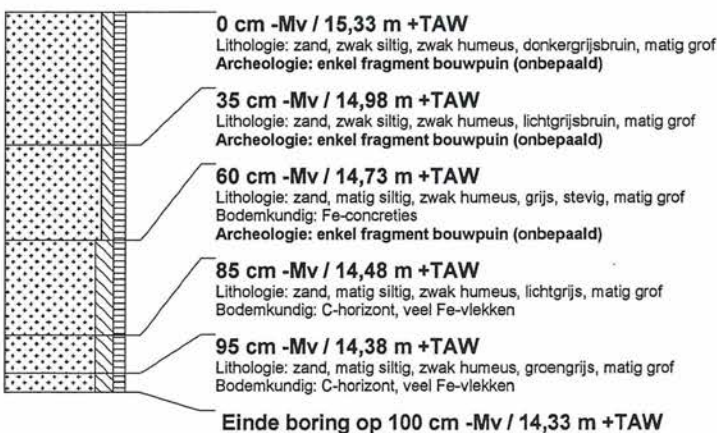 0 cm -Mv / 15,33 m +TAW
Lithologie: zand, zwak siltig, zwak humeus, donkergrijsbruin, matig grof
Archeologie: enkel fragment bouwpuin (onbepaald)
35 cm -Mv / 14,98 m +TAW
Lithologie: zand, zwak siltig, zwak humeus, lichtgrijsbruin, matig grof
Archeologie: enkel fragment bouwpuin (onbepaald)
60 cm -Mv / 14,73 m +TAW
Lithologie: zand, matig siltig, zwak humeus, grijs, stevig, matig grof
Bodemkundig: Fe-concreties
Archeologie: enkel fragment bouwpuin (onbepaald)
85 cm -Mv / 14,48 m +TAW
Lithologie: zand, matig siltig, zwak humeus, lichtgrijs, matig grof
Bodemkundig: C-horizont, veel Fe-vlekken
95 cm -Mv / 14,38 m +TAW
Lithologie: zand, matig siltig, zwak humeus, groengrijs, matig grof
Bodemkundig: C-horizont, veel Fe-vlekken
Einde boring op 100 cm -Mv / 14,33 m +TAW